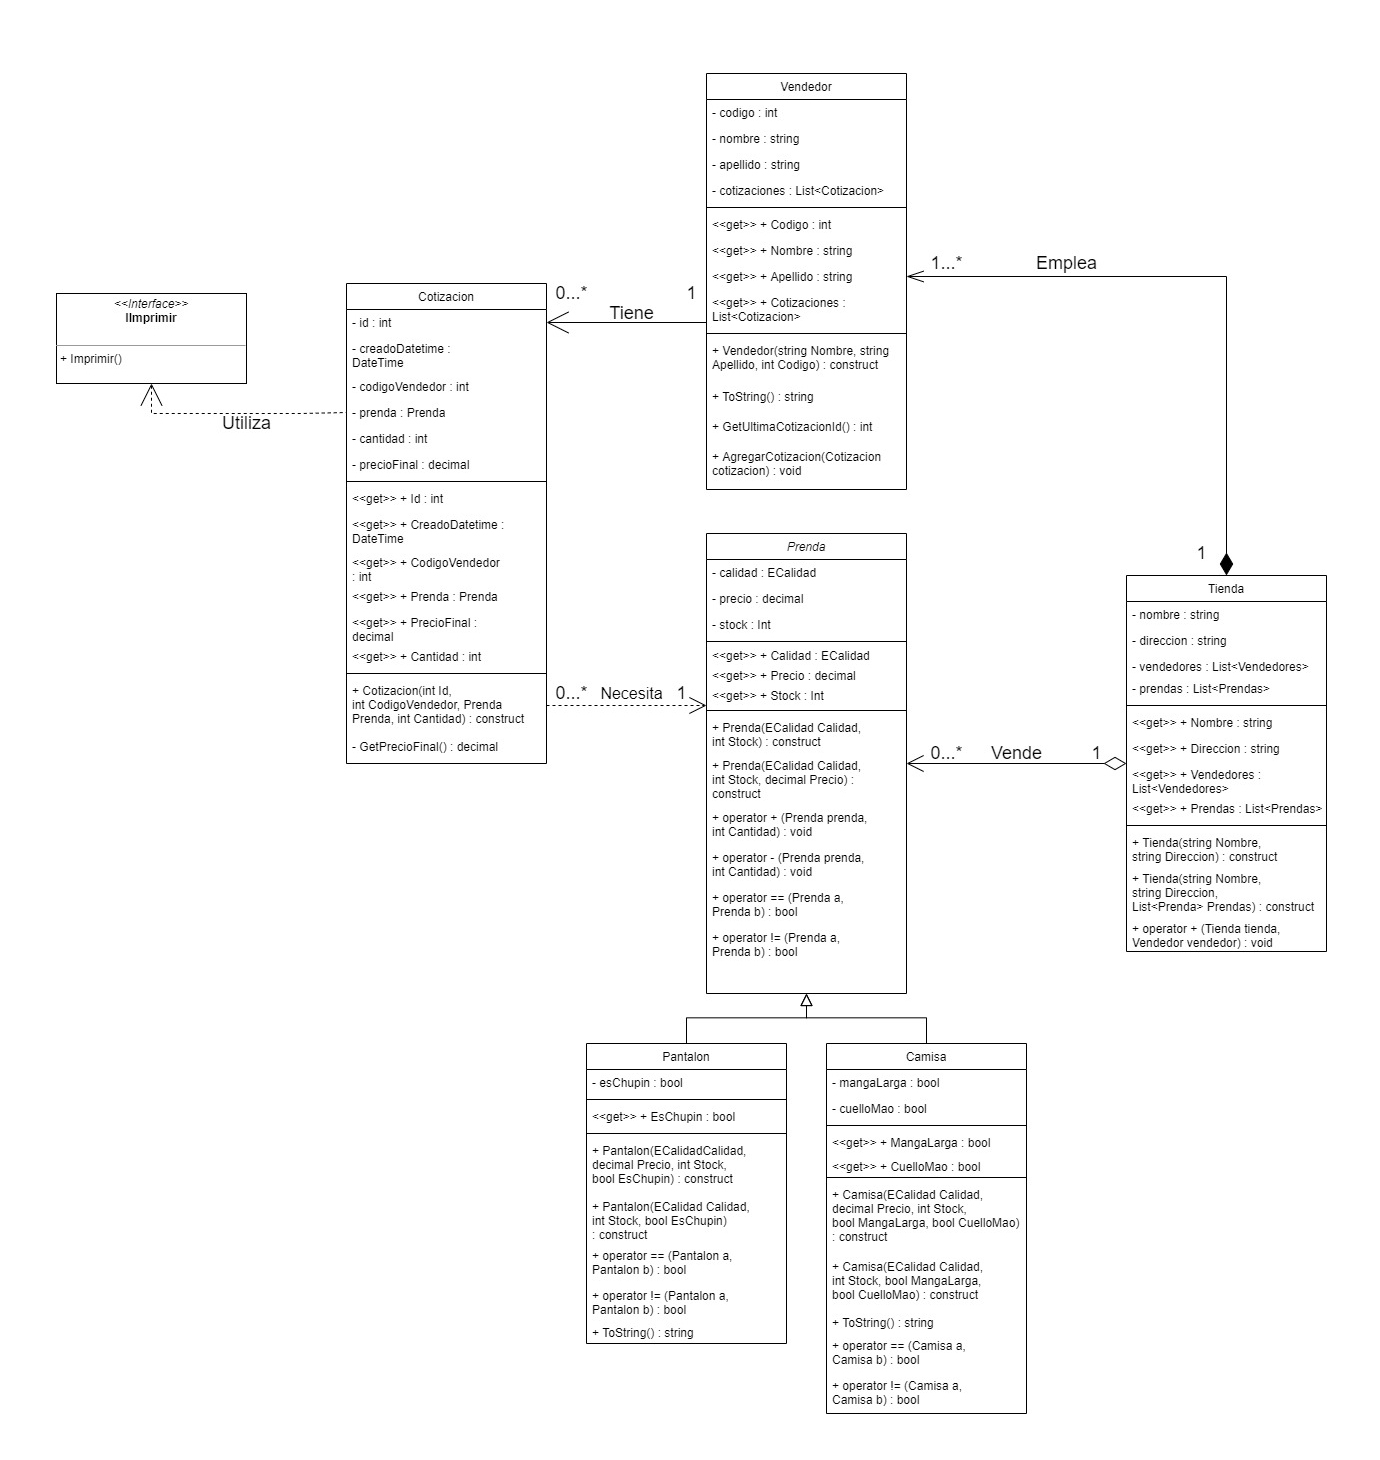 Vendedor
- codigo : int
- nombre : string
- apellido : string
- cotizaciones : List<Cotizacion>
<<get>> + Codigo : int
<<get>> + Nombre : string
<<get>> + Apellido : string
<<get>> + Cotizaciones :
List<Cotizacion>
+ Vendedor(string Nombre, string
Apellido, int Codigo) : construct
+ ToString() : string
+ GetUltimaCotizacionId() : int
+ AgregarCotizacion(Cotizacion
cotizacion) : void
1...*
Emplea
1
0...*
1
Tiene
<<Interface>>
IImprimir
+ Imprimir()
Utiliza
Cotizacion
- id : int
- creadoDatetime :
DateTime
- codigoVendedor : int
- prenda : Prenda
- cantidad : int
- precioFinal : decimal
<<get>> + Id : int
<<get>> + CreadoDatetime :
DateTime
<<get>> + CodigoVendedor
: int
<<get>> + Prenda : Prenda
<<get>> + PrecioFinal :
decimal
<<get>> + Cantidad : int
+ Cotizacion(int Id,
int CodigoVendedor, Prenda
Prenda, int Cantidad) : construct
- GetPrecioFinal() : decimal
0...*
Necesita
1
Prenda
- calidad : ECalidad
- precio : decimal
- stock : Int
<<get>> + Calidad : ECalidad
<<get>> + Precio : decimal
<<get>> + Stock : Int
+ Prenda(ECalidad Calidad,
int Stock) : construct
+ Prenda(ECalidad Calidad,
int Stock, decimal Precio) :
construct
+ operator + (Prenda prenda,
int Cantidad) : void
+ operator - (Prenda prenda,
int Cantidad) : void
+ operator == (Prenda a,
Prenda b) : bool
+ operator != (Prenda a,
Prenda b) : bool
0...*
Vende
1
Tienda
- nombre : string
- direccion : string
- vendedores : List<Vendedores>
- prendas : List<Prendas>
<<get>> + Nombre : string
<<get>> + Direccion : string
<<get>> + Vendedores :
List<Vendedores>
<<get>> + Prendas : List<Prendas>
+ Tienda(string Nombre,
string Direccion) : construct
+ Tienda(string Nombre,
string Direccion,
List<Prenda> Prendas) : construct
+ operator + (Tienda tienda,
Vendedor vendedor) : void
Pantalon
- esChupin : bool
<<get>> + EsChupin : bool
+ Pantalon(ECalidadCalidad,
decimal Precio, int Stock,
bool EsChupin) : construct
+ Pantalon(ECalidad Calidad,
int Stock, bool EsChupin)
: construct
+ operator == (Pantalon a,
Pantalon b) : bool
+ operator != (Pantalon a,
Pantalon b) : bool
+ ToString() : string
Camisa
- mangaLarga : bool
- cuelloMao : bool
<<get>> + MangaLarga : bool
<<get>> + CuelloMao : bool
+ Camisa(ECalidad Calidad,
decimal Precio, int Stock,
bool MangaLarga, bool CuelloMao)
: construct
+ Camisa(ECalidad Calidad,
int Stock, bool MangaLarga,
bool CuelloMao) : construct
+ ToString() : string
+ operator == (Camisa a,
Camisa b) : bool
+ operator != (Camisa a,
Camisa b) : bool